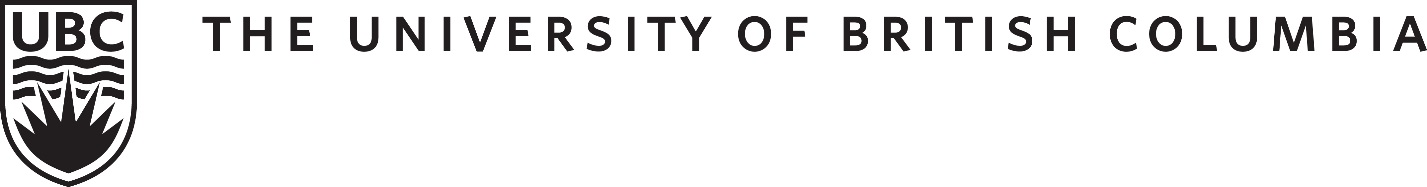 UBC
THE UNIVERSITY OF BRITISH COLUMBIA